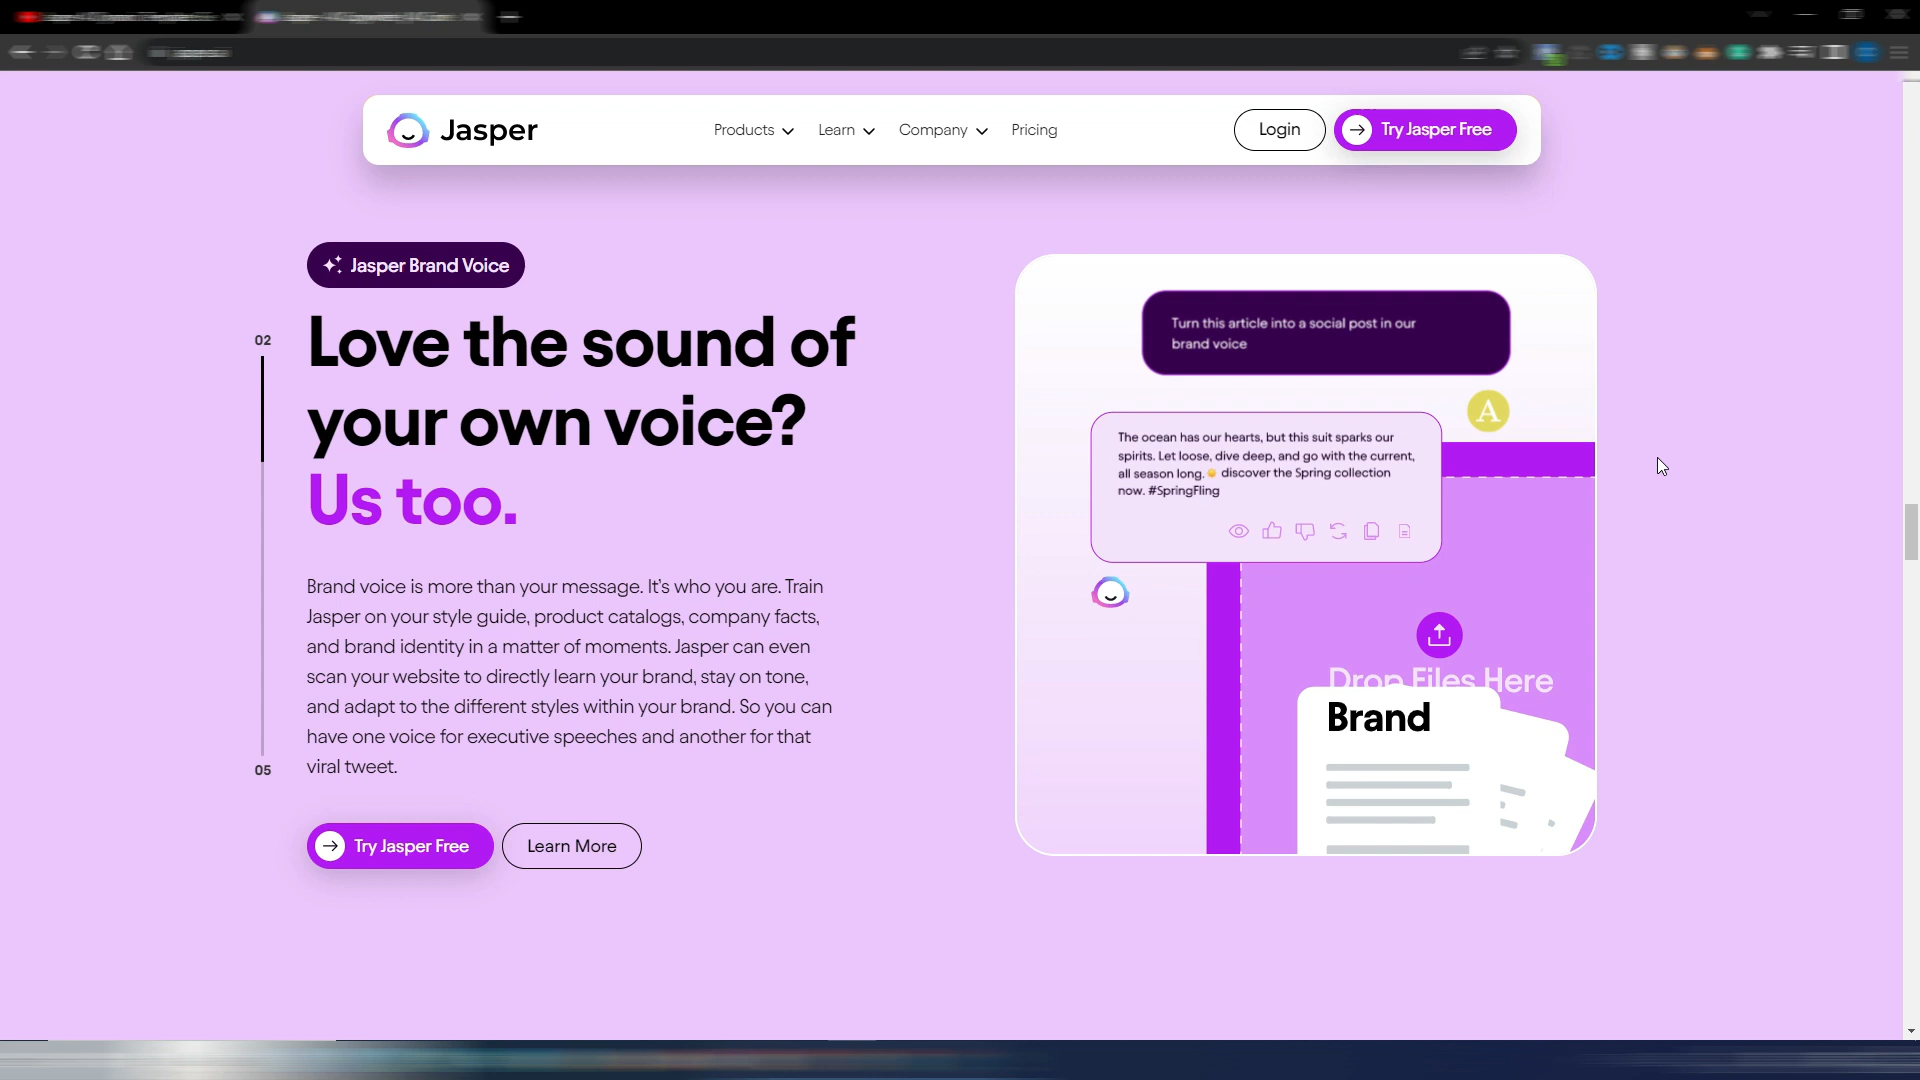 Jasper
Products
Learn
Company
Pricing
Login
Try Jasper Free
Jasper Brand Voice
02
Love the sound of
your own voice?
Us too.
Brand voice is more than your message. It’s who you are. Train
Jasper on your style guide, product catalogs, company facts,
and brand identity in a matter of moments. Jasper can even
scan your website to directly learn your brand, stay on tone,
and adapt to the different styles within your brand. So you can
have one voice for executive speeches and another for that
viral tweet.
05
Try Jasper Free
Learn More
Turn this article into a social post in our
brand voice
A
The ocean has our hearts, but this suit sparks our
spirits. Let loose, dive deep, and go with the current,
all season long. discover the Spring collection
now. #SpringFling
Drop Files Here
Brand